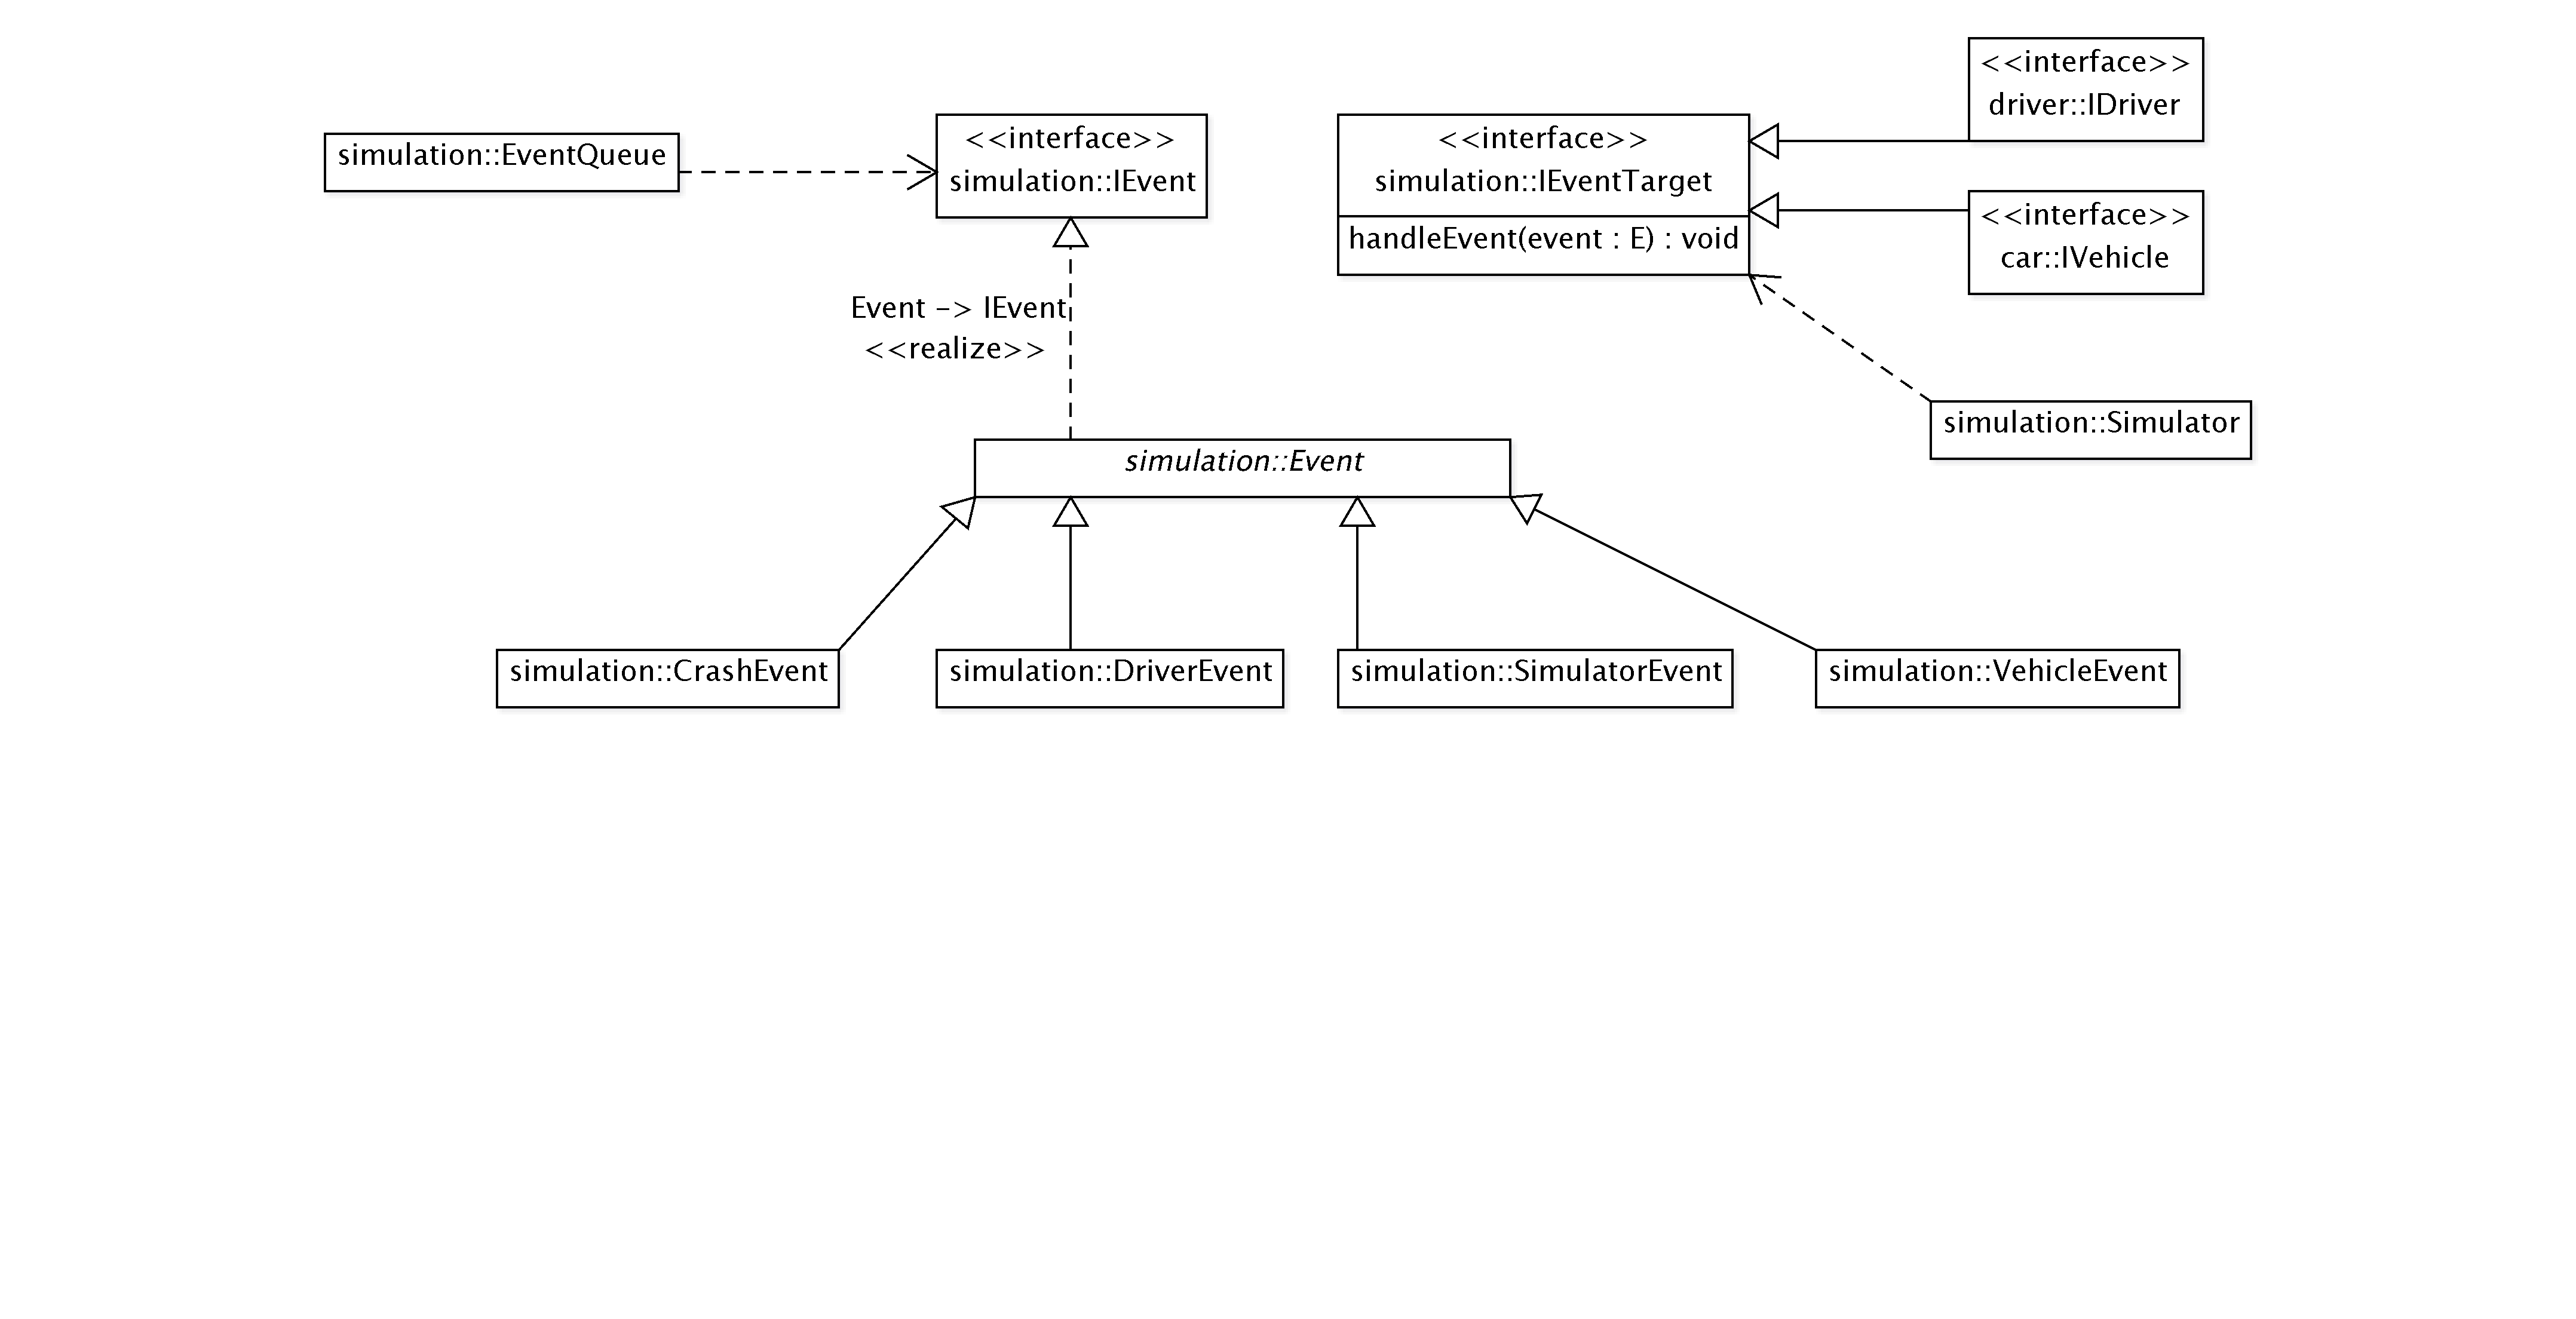 <<interface>>
driver::IDriver
simulation::EventQueue
<<interface>>
simulation::IEvent
<<interface>>
simulation::IEventTarget
handleEvent(event : E) : void
<<interface>>
car::IVehicle
Event -> IEvent
<<realize>>
simulation::Simulator
simulation::Event
simulation::CrashEvent
simulation::DriverEvent
simulation::SimulatorEvent
simulation::VehicleEvent